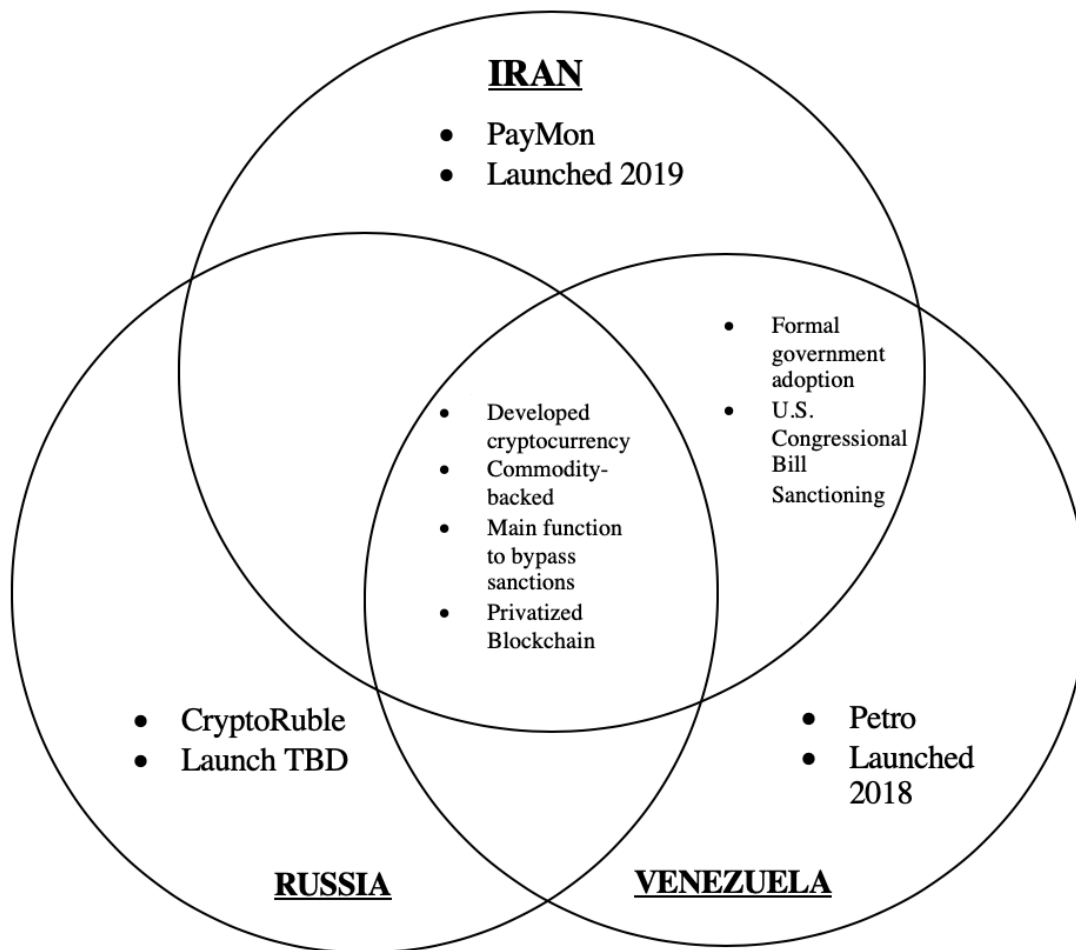 IRAN
• PayMon
• Launched 2019
• Formal
government
adoption
• U.S.
Congressional
Bill
Sanctioning
• Developed
cryptocurrency
• Commodity-
backed
• Main function
to bypass
sanctions
• Privatized
Blockchain
• CryptoRuble
• Launch TBD
• Petro
• Launched
2018
RUSSIA
VENEZUELA